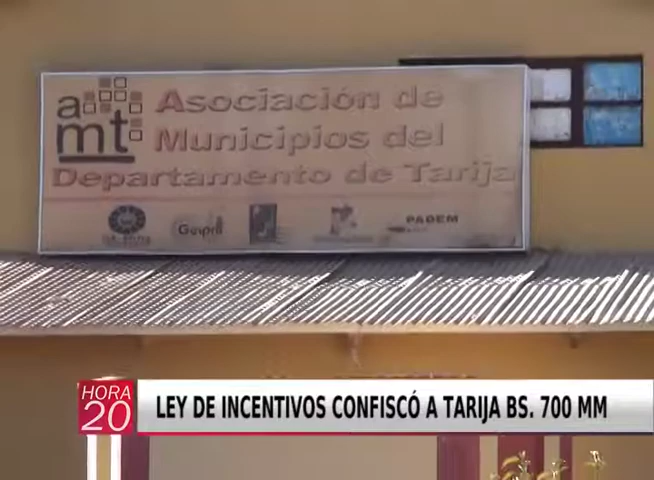 amt
Asociación de
Municipios del
Departamento de Tarija
PADEM
HORA
20
LEY DE INCENTIVOS CONFISCÓ A TARIJA BS. 700 MM